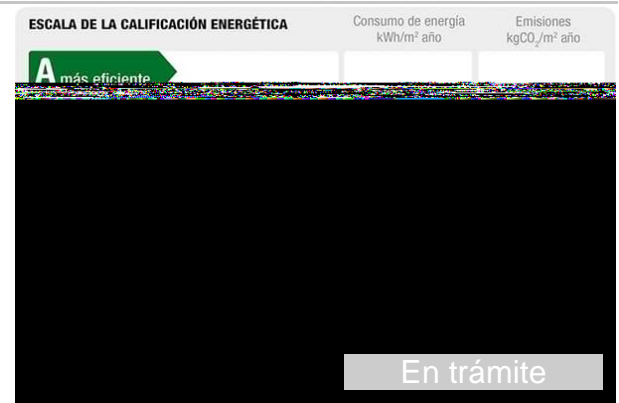 ESCALA DE LA CALIFICACIÓN ENERGÉTICA
Consumo de energía
kWh/m² año
Emisiones
kgCO₂/m² año
A más eficiente
En trámite